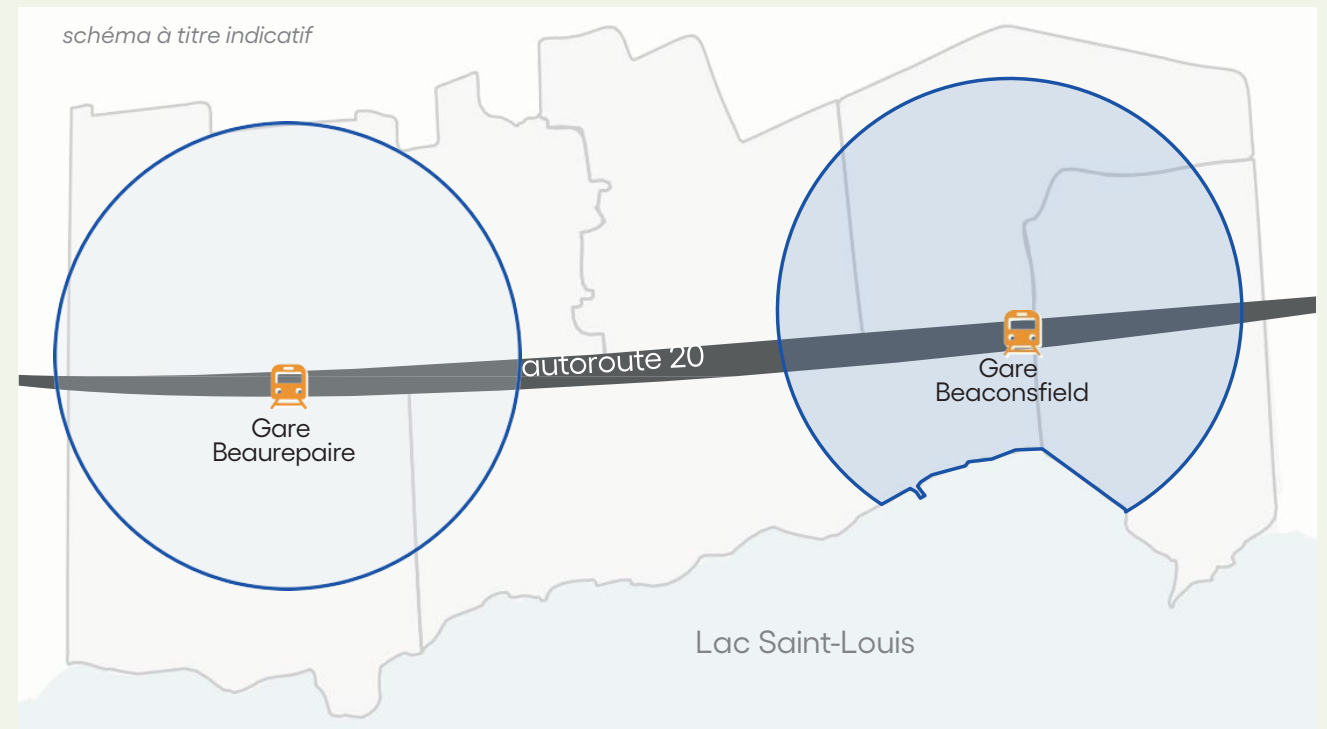 schéma à titre indicatif
autoroute 20
Gare
Beaconsfield
Gare
Beaurepaire
Lac Saint-Louis